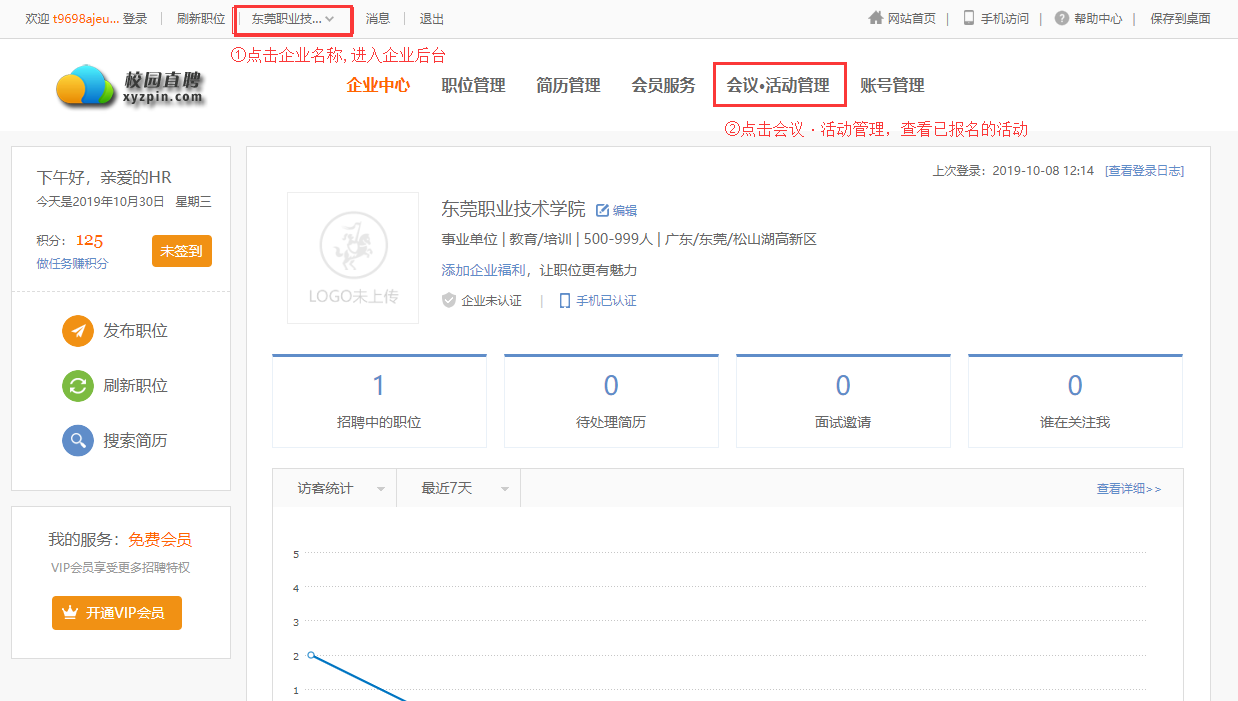 欢迎 t9698ajeu... 登录 刷新职位 东莞职业技... 消息 退出 网站首页 手机访问 帮助中心 保存到桌面
①点击企业名称, 进入企业后台
校园直聘
xyzpin.com
企业中心 职位管理 简历管理 会员服务 会议•活动管理 账号管理
②点击会议 · 活动管理，查看已报名的活动
下午好，亲爱的HR
今天是2019年10月30日 星期三
积分：125
做任务赚积分
未签到
发布职位
刷新职位
搜索简历
我的服务：免费会员
VIP会员享受更多招聘特权
开通VIP会员
上次登录：2019-10-08 12:14 [查看登录日志]
LOGO未上传
东莞职业技术学院 编辑
事业单位 | 教育/培训 | 500-999人 | 广东/东莞/松山湖高新区
添加企业福利，让职位更有魅力
企业未认证 | 手机已认证
1 0 0 0
招聘中的职位 待处理简历 面试邀请 谁在关注我
访客统计 最近7天 查看详细>>
5
4
3
2
1